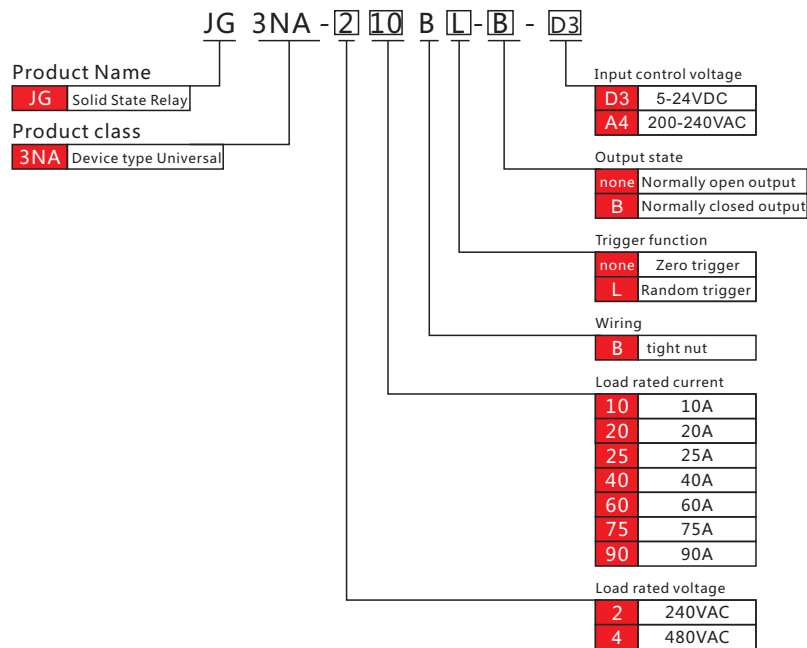 JG 3NA - 2 10 B L - B - D3
Product Name
JG Solid State Relay
Product class
3NA Device type Universal
Input control voltage
D3 5-24VDC
A4 200-240VAC
Output state
none Normally open output
B Normally closed output
Trigger function
none Zero trigger
L Random trigger
Wiring
B tight nut
Load rated current
10 10A
20 20A
25 25A
40 40A
60 60A
75 75A
90 90A
Load rated voltage
2 240VAC
4 480VAC